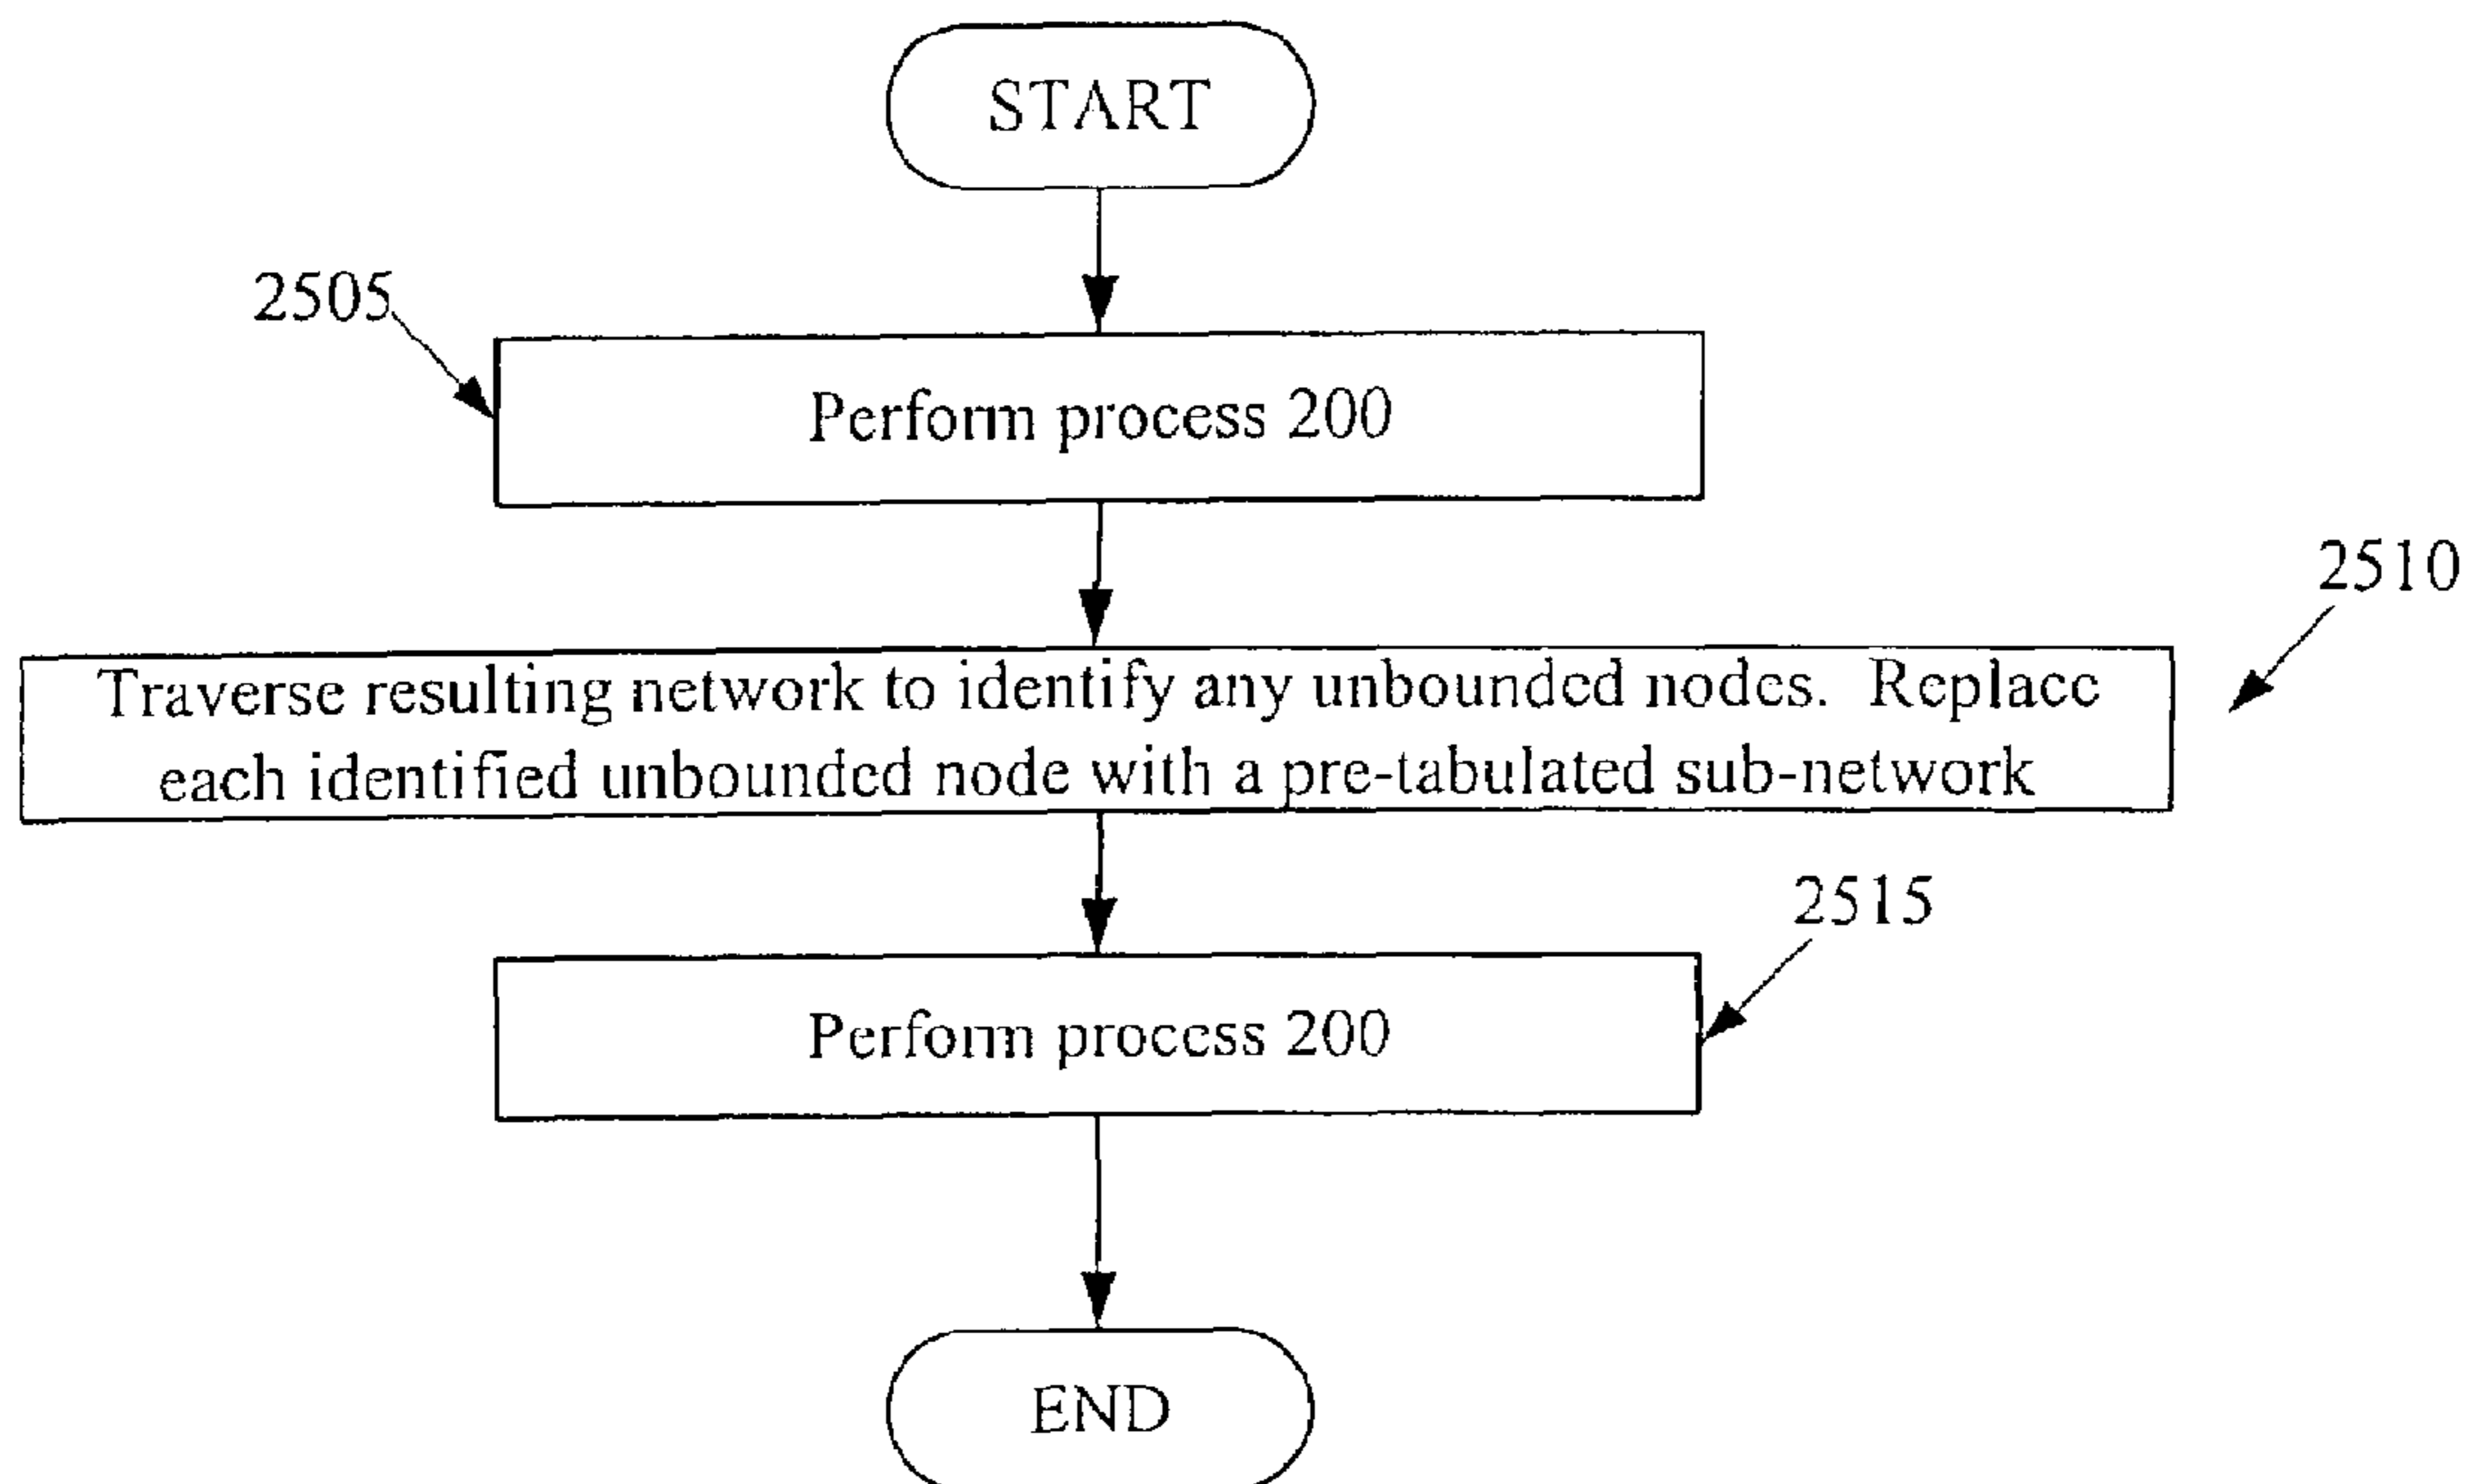 START
2505
Perform process 200
2510
Traverse resulting network to identify any unbounded nodes. Replace
each identified unbounded node with a pre-tabulated sub-network
2515
Perform process 200
END